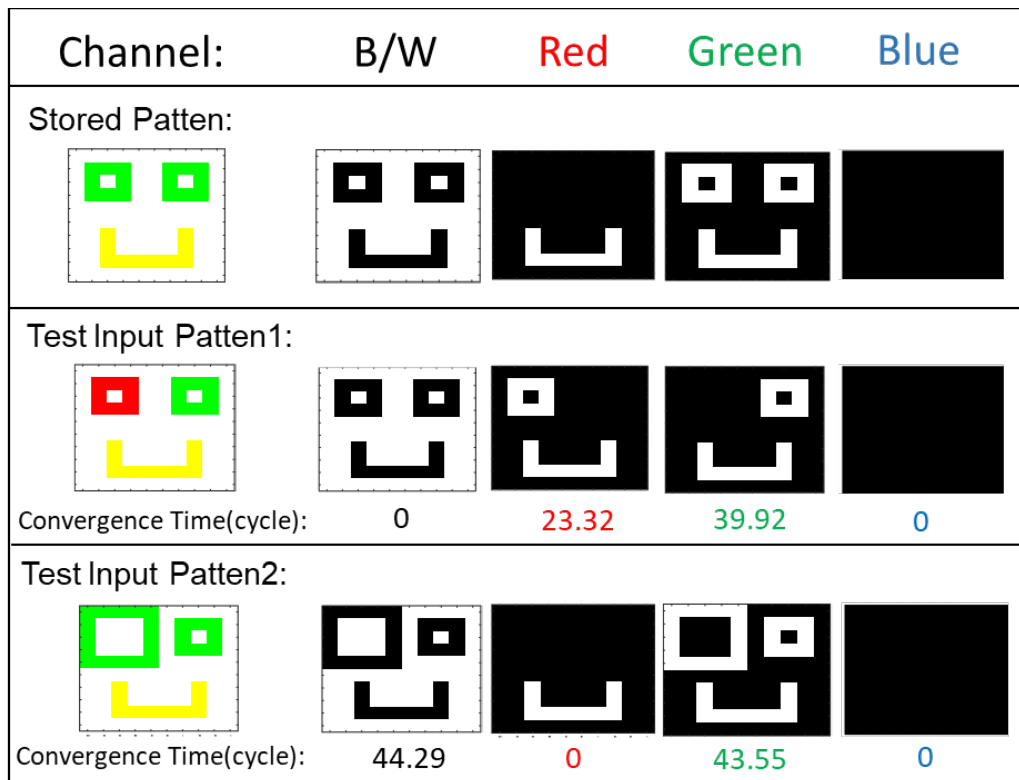 Channel: B/W Red Green Blue
Stored Patten:
Test Input Patten1:
Convergence Time(cycle): 0 23.32 39.92 0
Test Input Patten2:
Convergence Time(cycle): 44.29 0 43.55 0